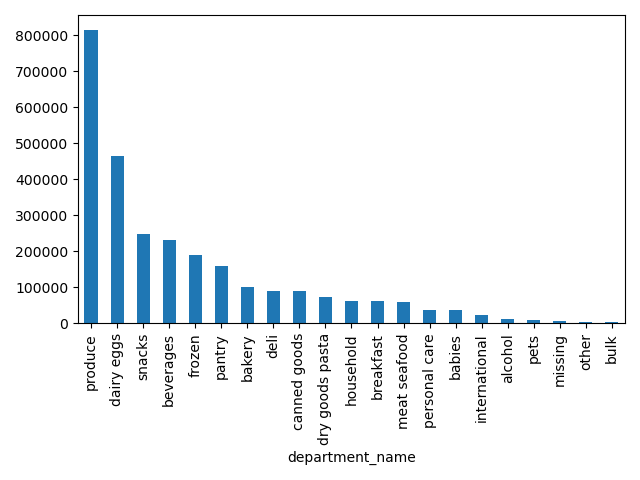 800000
700000
600000
500000
400000
300000
200000
100000
0
produce
dairy eggs
snacks
beverages
frozen
pantry
bakery
deli
canned goods
dry goods pasta
household
breakfast
meat seafood
personal care
babies
international
alcohol
pets
missing
other
bulk
department_name